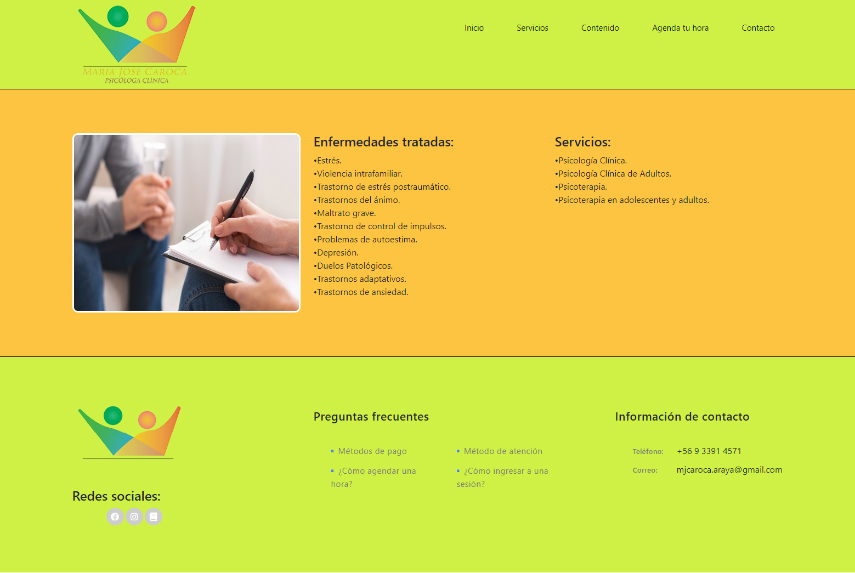 Inicio Servicios Contenido Agenda tu hora Contacto
MARIA JOSE CAROCA
PSICÓLOGA CLINICA
Enfermedades tratadas:
•Estrés.
•Violencia intrafamiliar.
•Trastorno de estrés postraumático.
•Trastornos del ánimo.
•Maltrato grave.
•Trastorno de control de impulsos.
•Problemas de autoestima.
•Depresión.
•Duelos Patológicos.
•Trastornos adaptativos.
•Trastornos de ansiedad.
Servicios:
•Psicología Clínica.
•Psicología Clínica de Adultos.
•Psicoterapia.
•Psicoterapia en adolescentes y adultos.
Redes sociales:
Preguntas frecuentes
• Métodos de pago
• ¿Cómo agendar una
hora?
• Método de atención
• ¿Cómo ingresar a una
sesión?
Información de contacto
Teléfono: +56 9 3391 4571
Correo: mjcaroca.araya@gmail.com